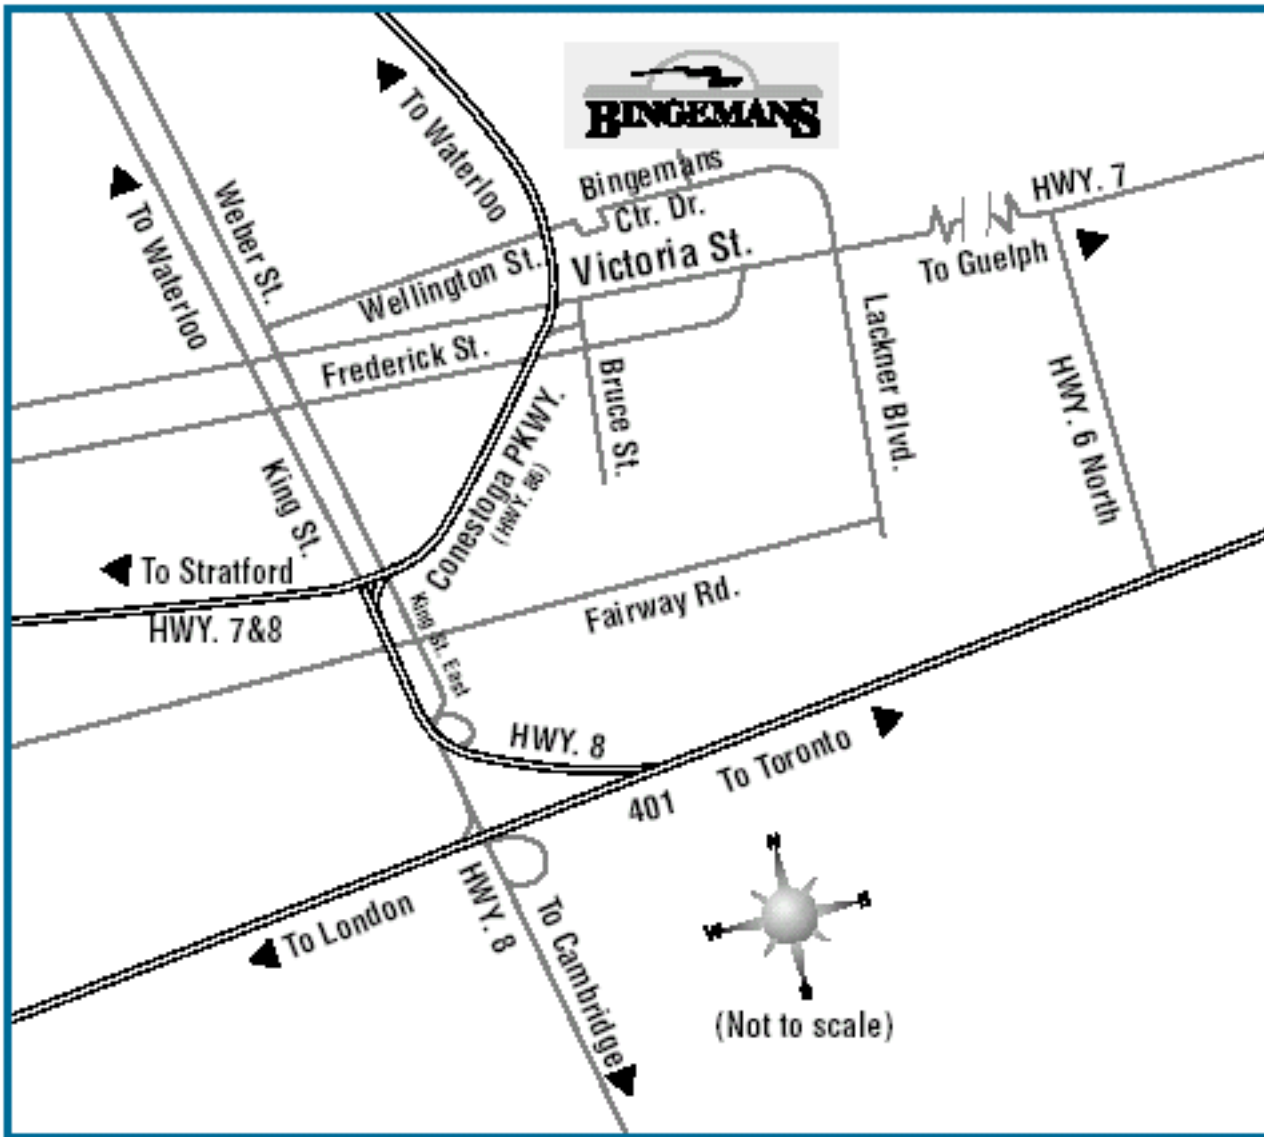 BINGEMANS
To Waterloo
To Waterloo
Weber St.
Bingemans
Ctr. Dr.
HWY. 7
Wellington St.
Victoria St.
To Guelph
Frederick St.
Bruce St.
Lackner Blvd.
HWY. 6 North
King St.
Conestoga PKWY.
(HWY. 86)
To Stratford
HWY. 7&8
King St. East
Fairway Rd.
HWY. 8
To Toronto
401
To London
HWY. 8
To Cambridge
N
W
E
S
(Not to scale)